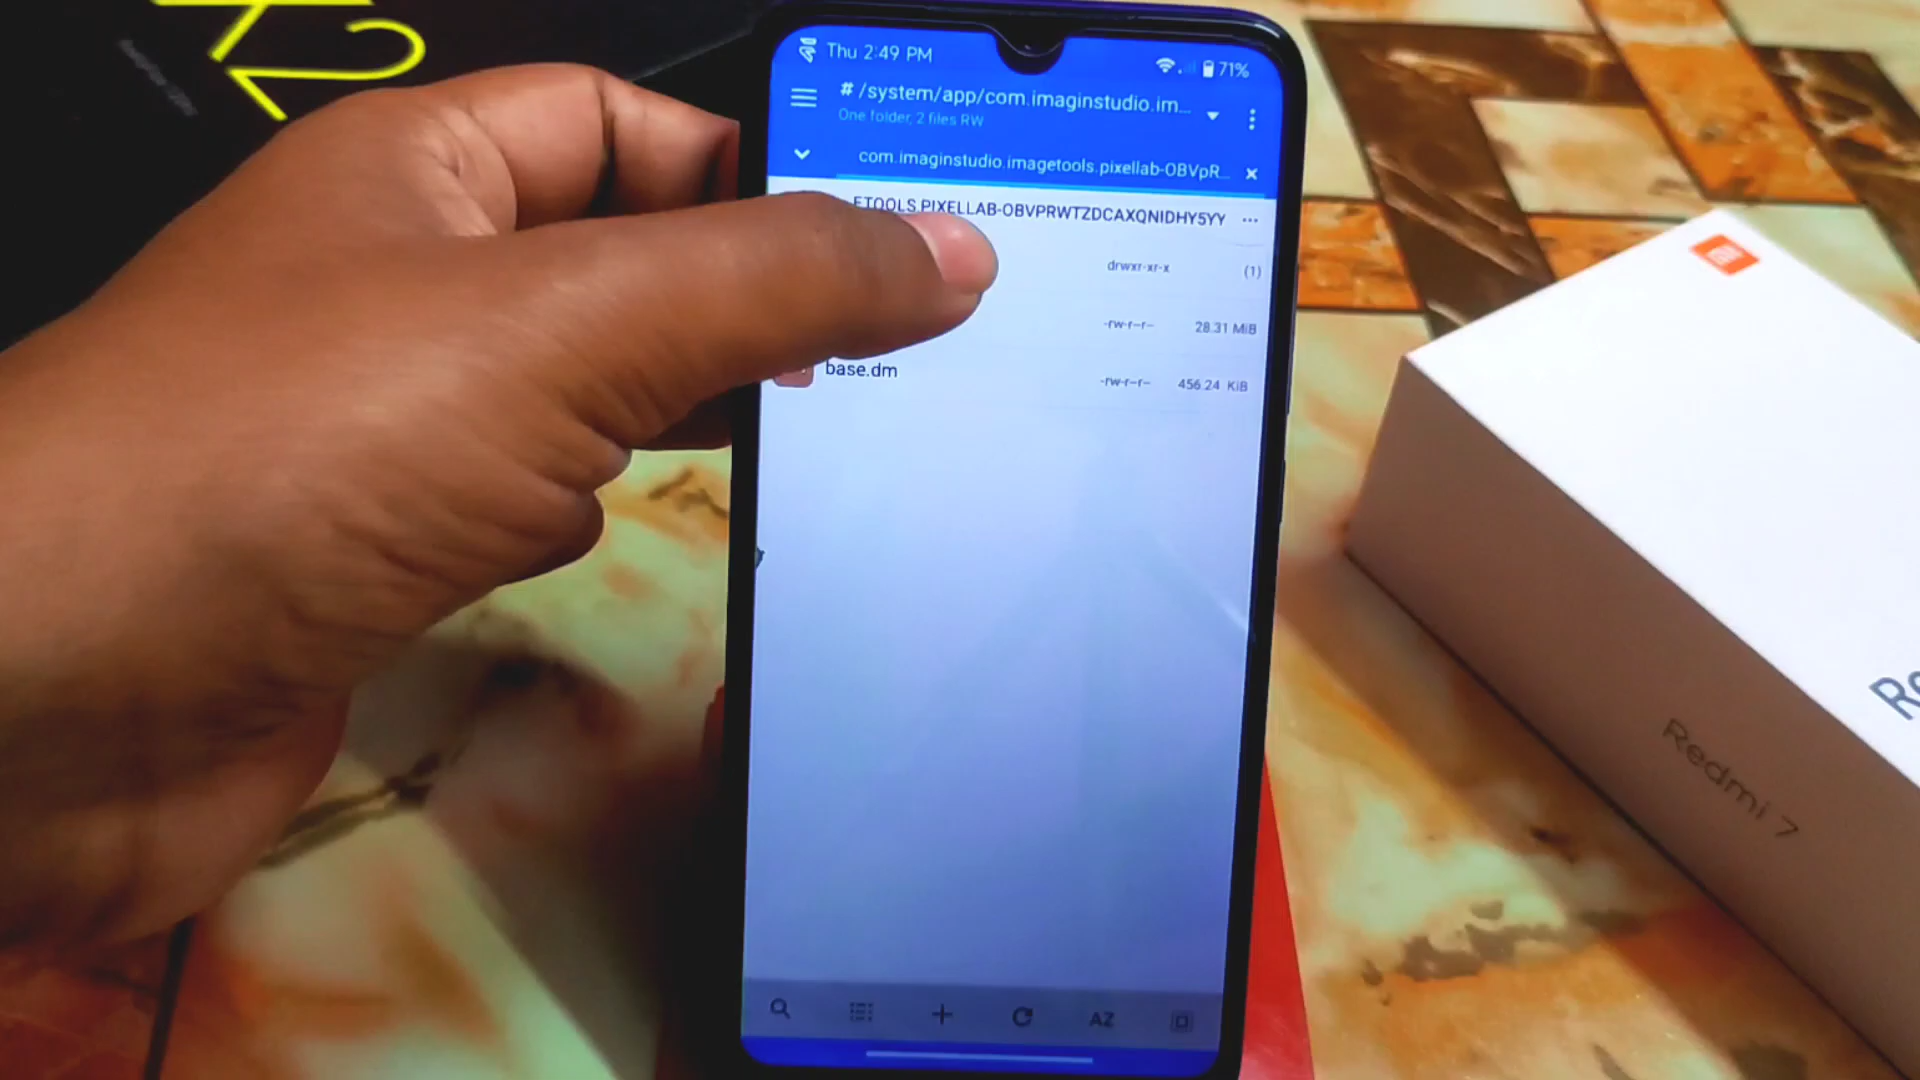 Thu 2:49 PM
71%
# /system/app/com.imaginstudio.im...
One folder, 2 files RW
com.imaginstudio.imagetools.pixellab-OBVpR...
ETOOLS.PIXELLAB-OBVPRWTZDCAXQNIDHY5YY ...
drwxr-xr-x (1)
-rw-r--r-- 28.31 MiB
base.dm -rw-r--r-- 456.24 KiB
AZ
Redmi 7